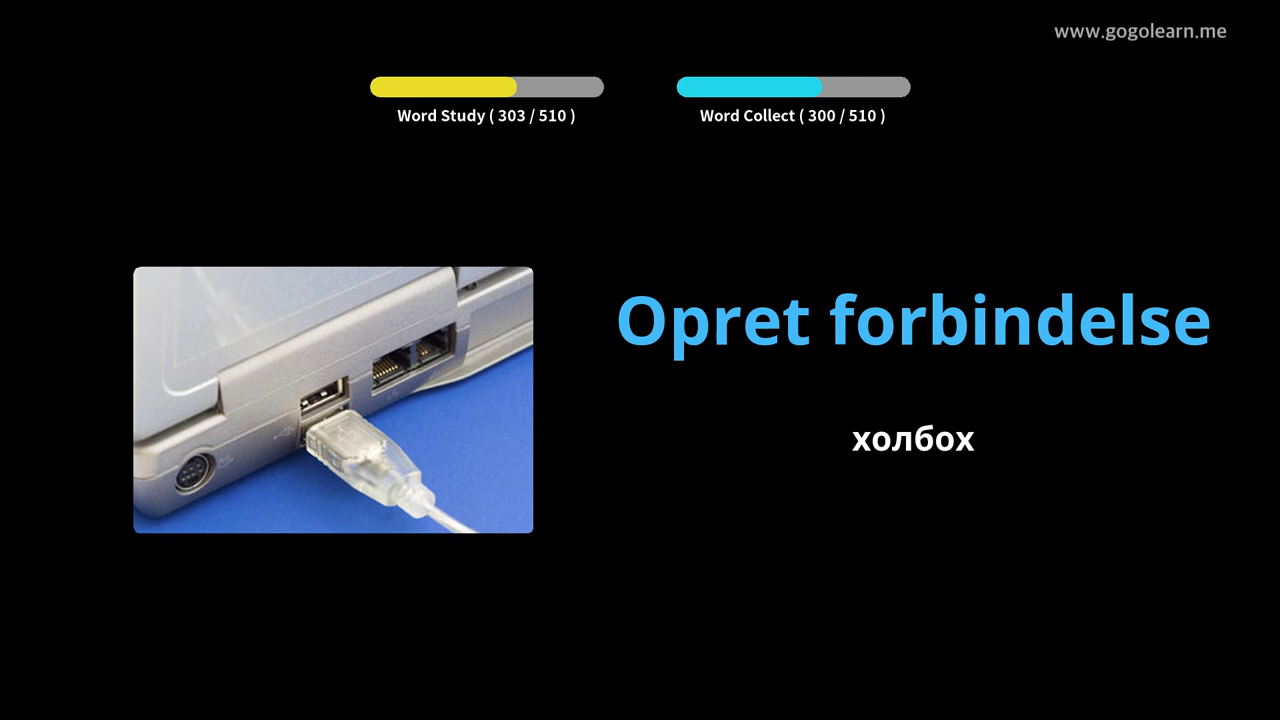 www.gogolearn.me
Word Study ( 303 / 510 )
Word Collect ( 300 / 510 )
Opret forbindelse
холбох